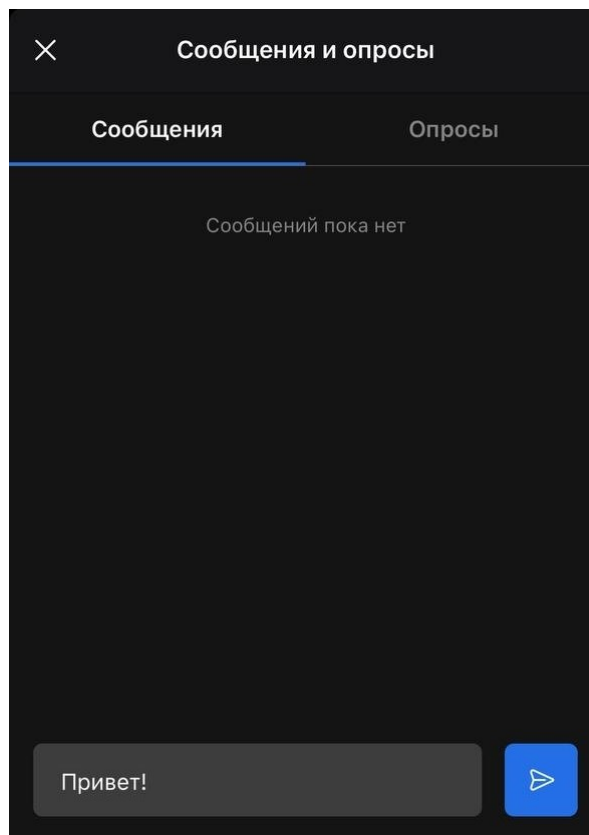 Сообщения и опросы
Сообщения Опросы
Сообщений пока нет
Привет!